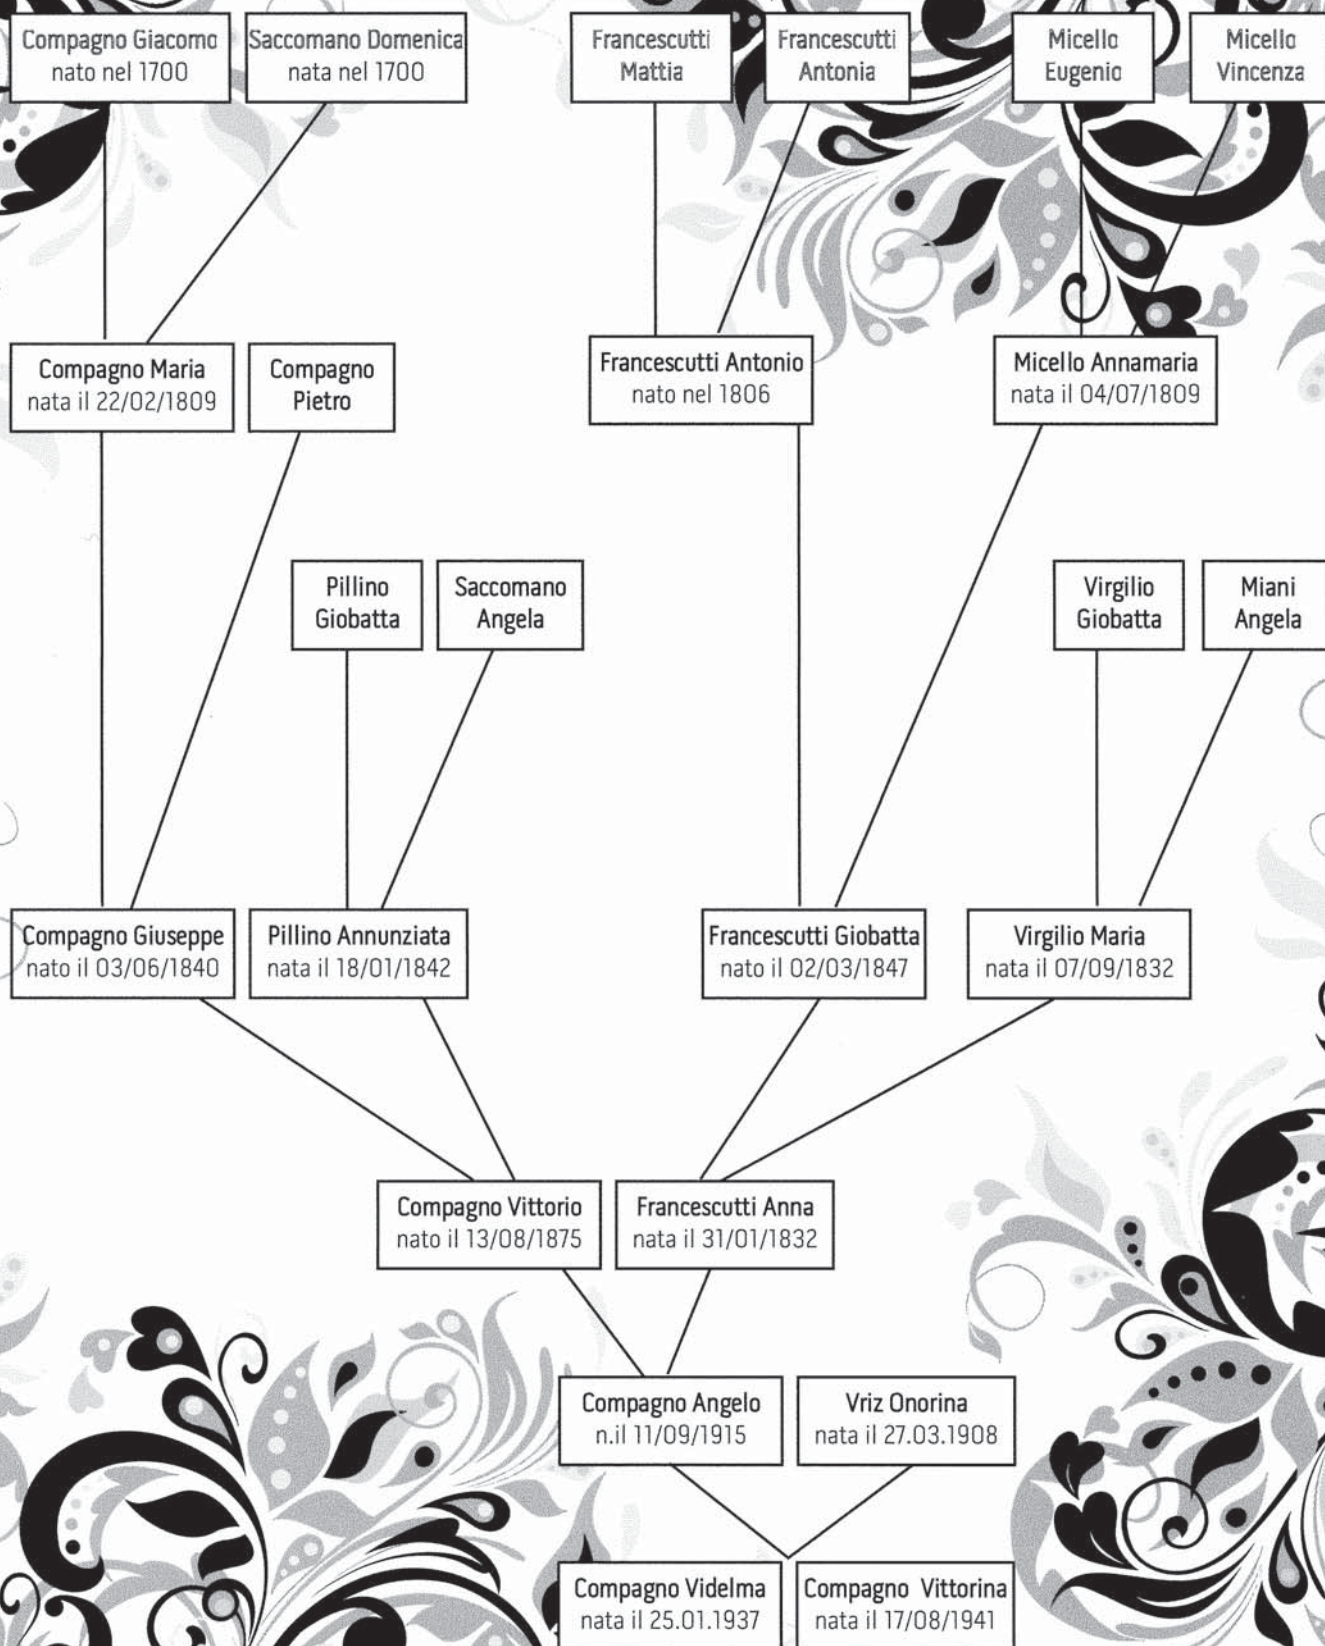 Compagno Giacomo
nato nel 1700
Saccomano Domenica
nata nel 1700
Francescutti
Mattia
Francescutti
Antonia
Micello
Eugenio
Micello
Vincenza
Compagno Maria
nata il 22/02/1809
Compagno
Pietro
Francescutti Antonio
nato nel 1806
Micello Annamaria
nata il 04/07/1809
Pillino
Giobatta
Saccomano
Angela
Virgilio
Giobatta
Miani
Angela
Compagno Giuseppe
nato il 03/06/1840
Pillino Annunziata
nata il 18/01/1842
Francescutti Giobatta
nato il 02/03/1847
Virgilio Maria
nata il 07/09/1832
Compagno Vittorio
nato il 13/08/1875
Francescutti Anna
nata il 31/01/1832
Compagno Angelo
n.il 11/09/1915
Vriz Onorina
nata il 27.03.1908
Compagno Videlma
nata il 25.01.1937
Compagno Vittorina
nata il 17/08/1941